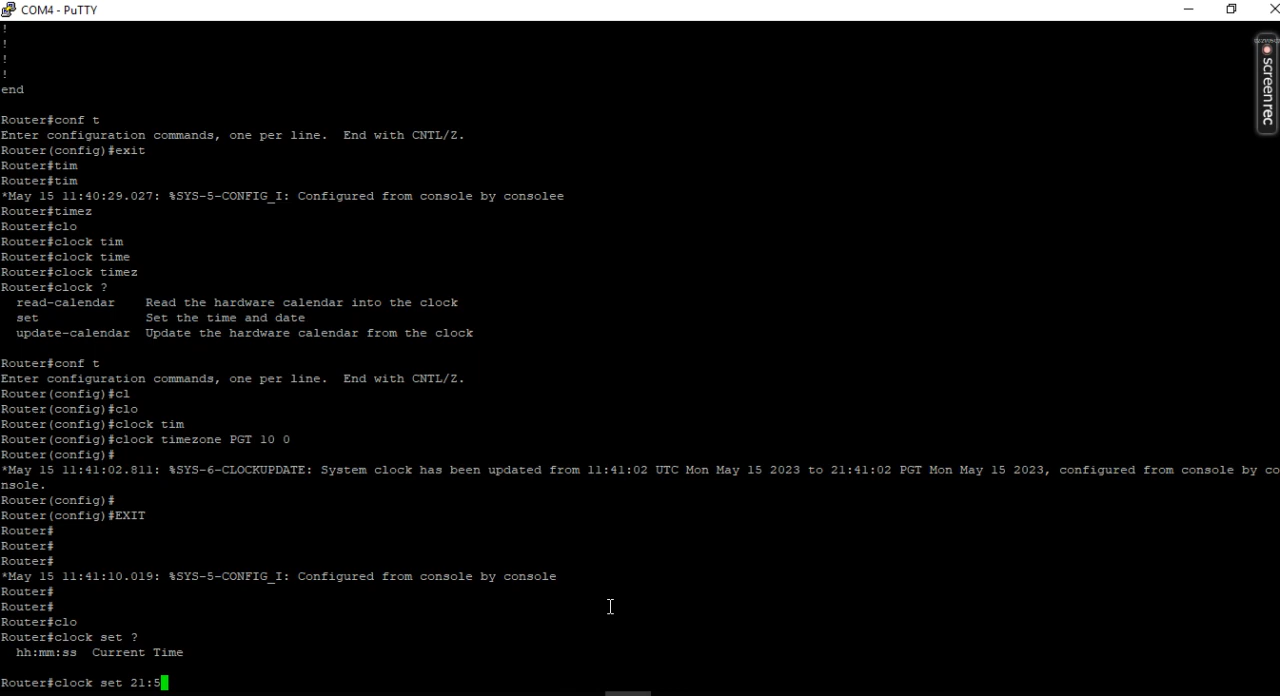 COM4 - PuTTY
!
!
!
!
end
Router#conf t
Enter configuration commands, one per line.  End with CNTL/Z.
Router(config)#exit
Router#tim
Router#tim
*May 15 11:40:29.027: %SYS-5-CONFIG_I: Configured from console by consolee
Router#timez
Router#clo
Router#clock tim
Router#clock time
Router#clock timez
Router#clock ?
  read-calendar    Read the hardware calendar into the clock
  set              Set the time and date
  update-calendar  Update the hardware calendar from the clock
Router#conf t
Enter configuration commands, one per line.  End with CNTL/Z.
Router(config)#cl
Router(config)#clo
Router(config)#clock tim
Router(config)#clock timezone PGT 10 0
Router(config)#
*May 15 11:41:02.811: %SYS-6-CLOCKUPDATE: System clock has been updated from 11:41:02 UTC Mon May 15 2023 to 21:41:02 PGT Mon May 15 2023, configured from console by co
nsole.
Router(config)#
Router(config)#EXIT
Router#
Router#
Router#
*May 15 11:41:10.019: %SYS-5-CONFIG_I: Configured from console by console
Router#
Router#
Router#clo
Router#clock set ?
  hh:mm:ss  Current Time
Router#clock set 21:5
screenrec